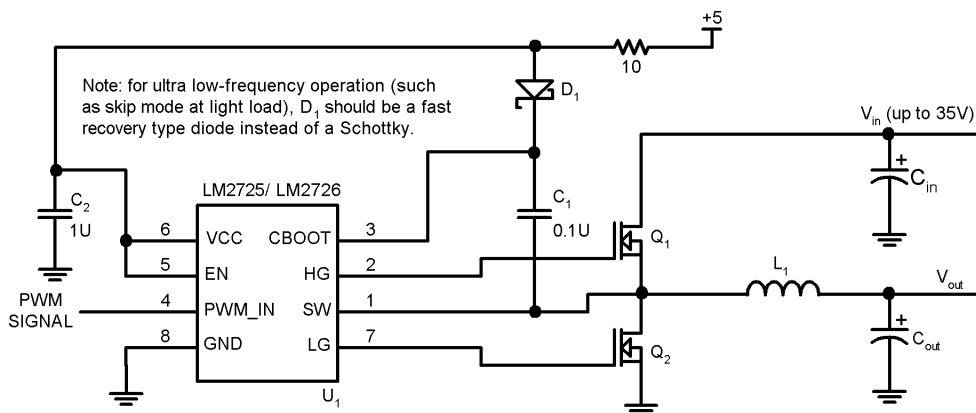 +5
10
Note: for ultra low-frequency operation (such
as skip mode at light load), D1 should be a fast
recovery type diode instead of a Schottky.
D1
Vin (up to 35V)
+
Cin
LM2725/ LM2726
C2
1U
C1
0.1U
6
VCC
CBOOT
3
Q1
5
EN
HG
2
L1
Vout
PWM
SIGNAL
4
PWM_IN
SW
1
+
Cout
8
GND
LG
7
Q2
U1